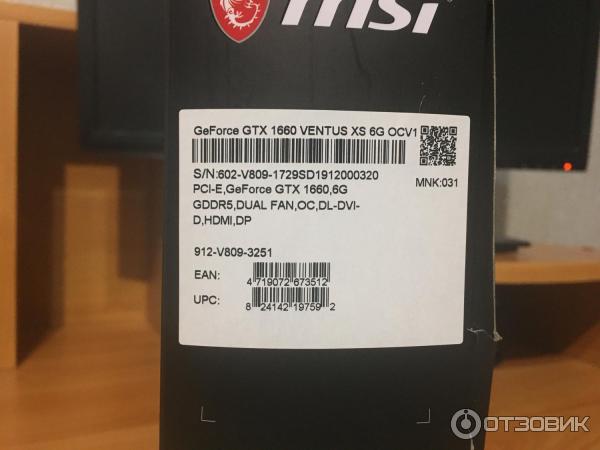 msi
GeForce GTX 1660 VENTUS XS 6G OCV1
S/N:602-V809-1729SD1912000320
MNK:031
PCI-E,GeForce GTX 1660,6G
GDDR5,DUAL FAN,OC,DL-DVI-
D,HDMI,DP
912-V809-3251
EAN:
4 719072 673512
UPC:
8 24142 19759 2
ОТЗОВИК